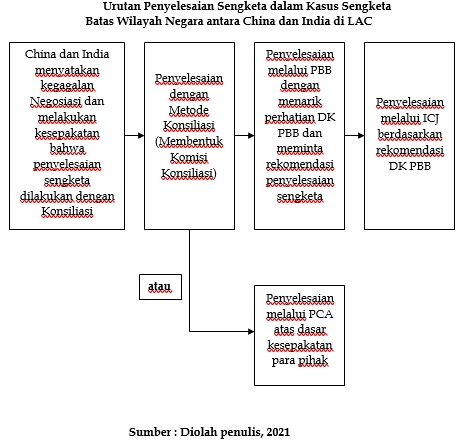 Urutan Penyelesaian Sengketa dalam Kasus Sengketa
Batas Wilayah Negara antara China dan India di LAC
China dan India
menyatakan
kegagalan
Negosiasi dan
melakukan
kesepakatan
bahwa
penyelesaian
sengketa
dilakukan dengan
Konsiliasi
Penyelesaian
dengan
Metode
Konsiliasi
(Membentuk
Komisi
Konsiliasi)
Penyelesaian
melalui PBB
dengan
menarik
perhatian DK
PBB dan
meminta
rekomendasi
penyelesaian
sengketa
Penyelesaian
melalui ICJ
berdasarkan
rekomendasi
DK PBB
atau
Penyelesaian
melalui PCA
atas dasar
kesepakatan
para pihak
Sumber : Diolah penulis, 2021